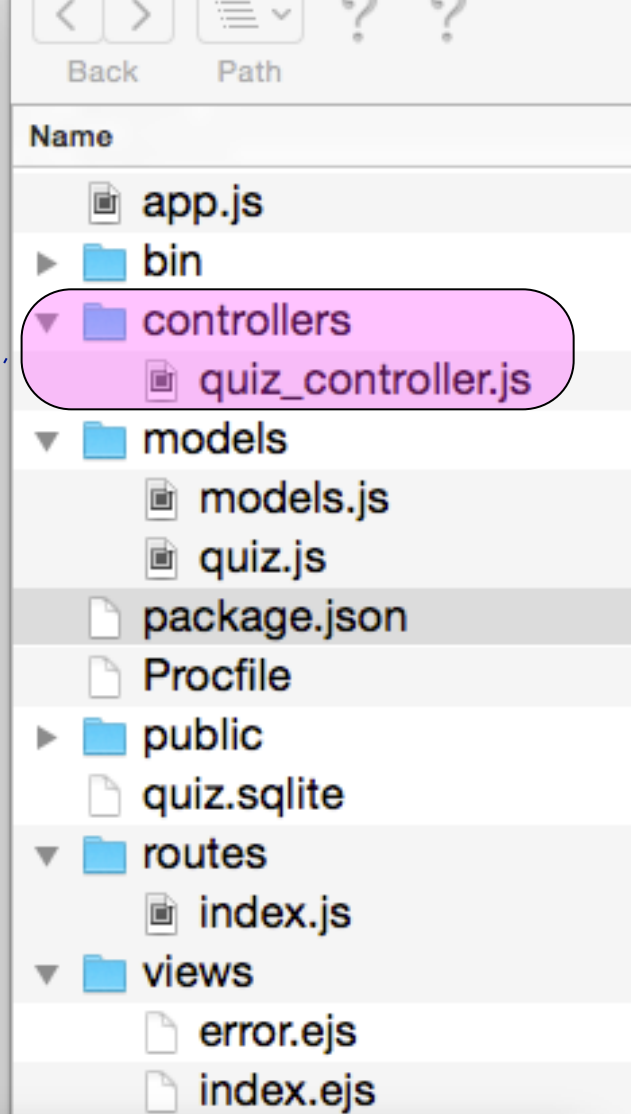 Back Path
Name
app.js
bin
controllers
quiz_controller.js
models
models.js
quiz.js
package.json
Procfile
public
quiz.sqlite
routes
index.js
views
error.ejs
index.ejs